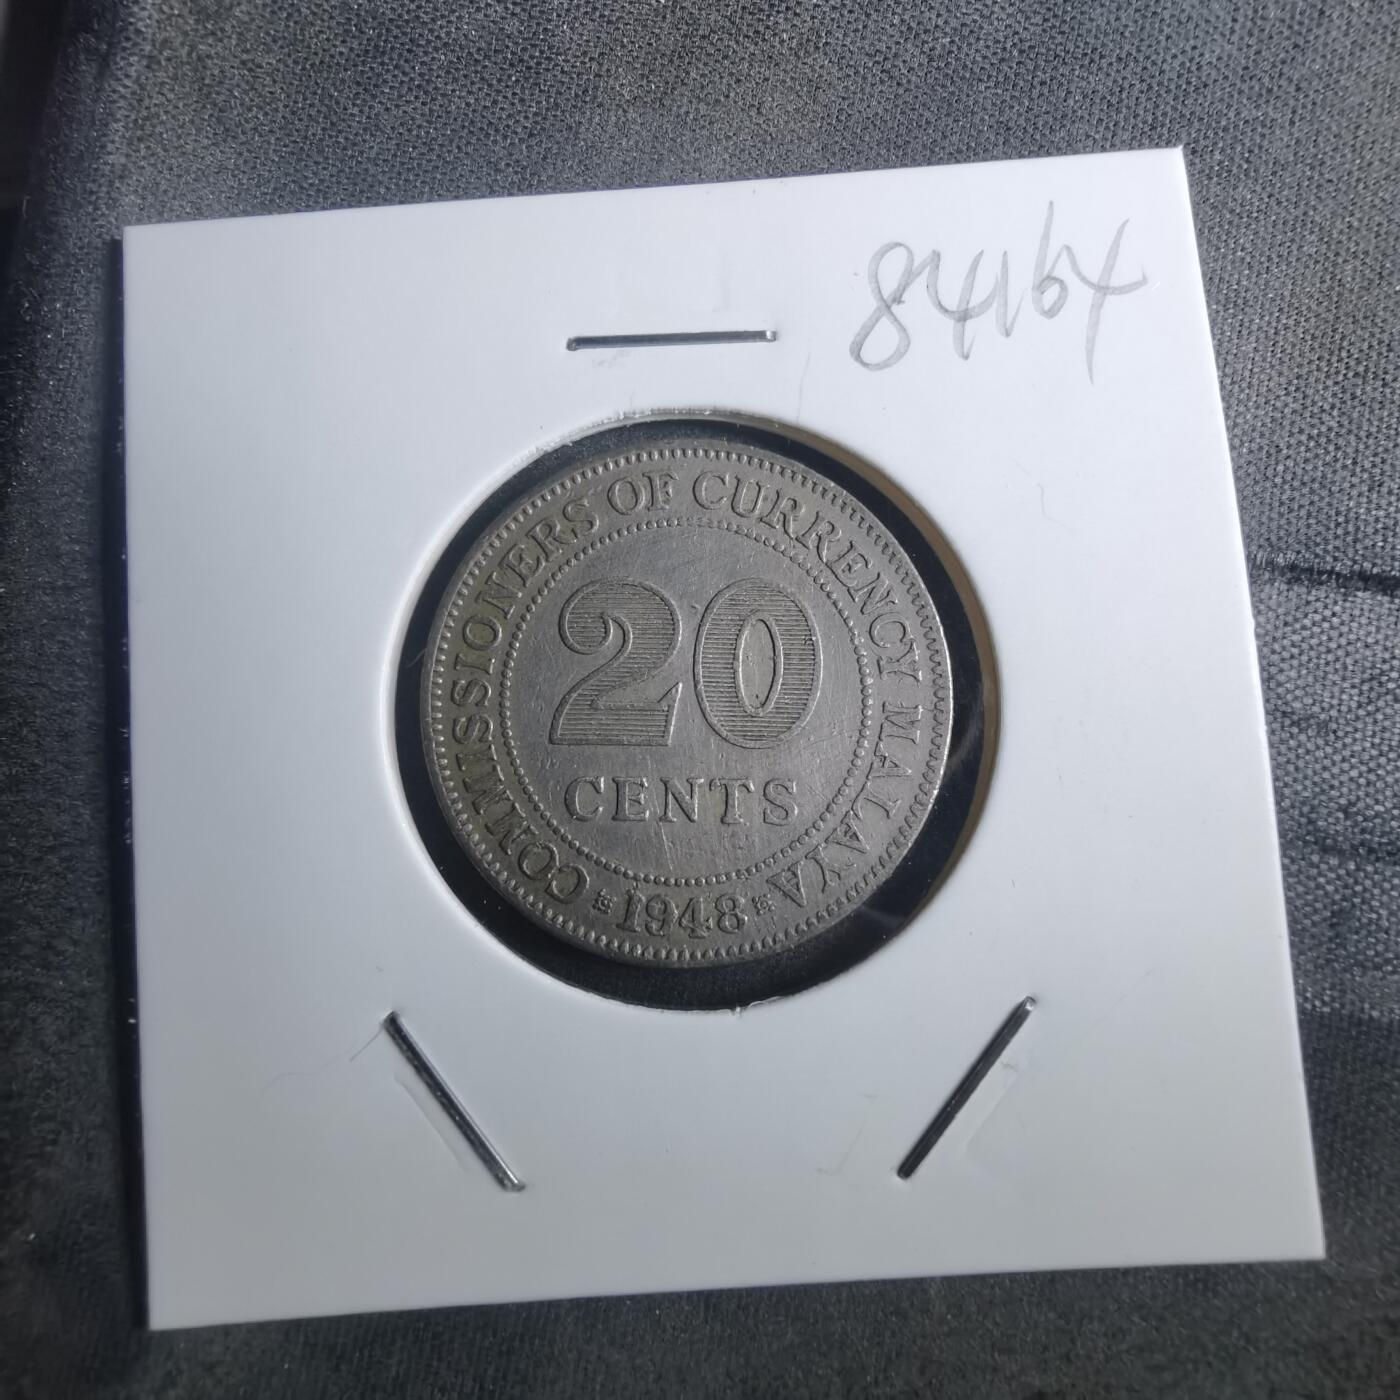 84164
COMMISSIONERS OF CURRENCY MALAYA
20
CENTS
1948